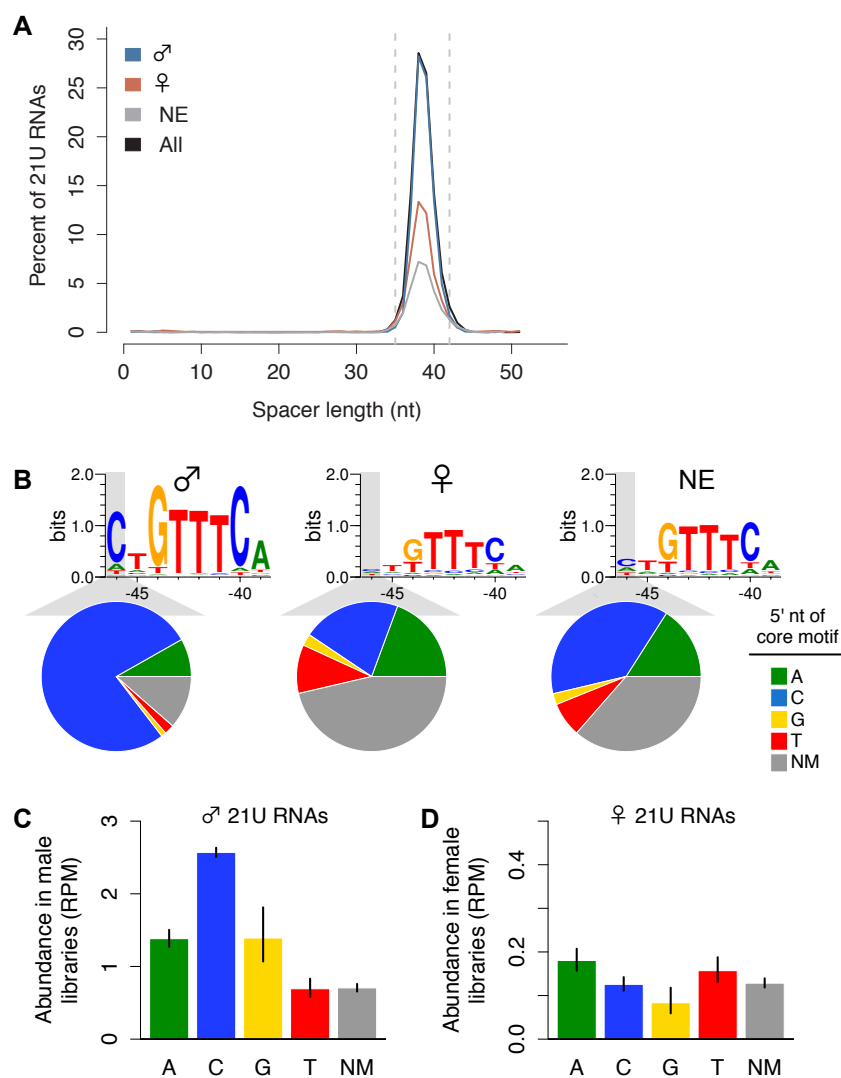 A
Percent of 21U RNAs
30
25
20
15
10
5
0
♂
♀
NE
All
0 10 20 30 40 50
Spacer length (nt)
B
♂
bits
2.0
1.0
0.0
CTGTTTCA
-45 -40
♀
bits
2.0
1.0
0.0
GTTTCA
-45 -40
NE
bits
2.0
1.0
0.0
CTGTTTCA
-45 -40
5' nt of
core motif
A
C
G
T
NM
C
♂ 21U RNAs
Abundance in male
libraries (RPM)
3
2
1
0
A C G T NM
D
♀ 21U RNAs
Abundance in female
libraries (RPM)
0.4
0.2
0.0
A C G T NM